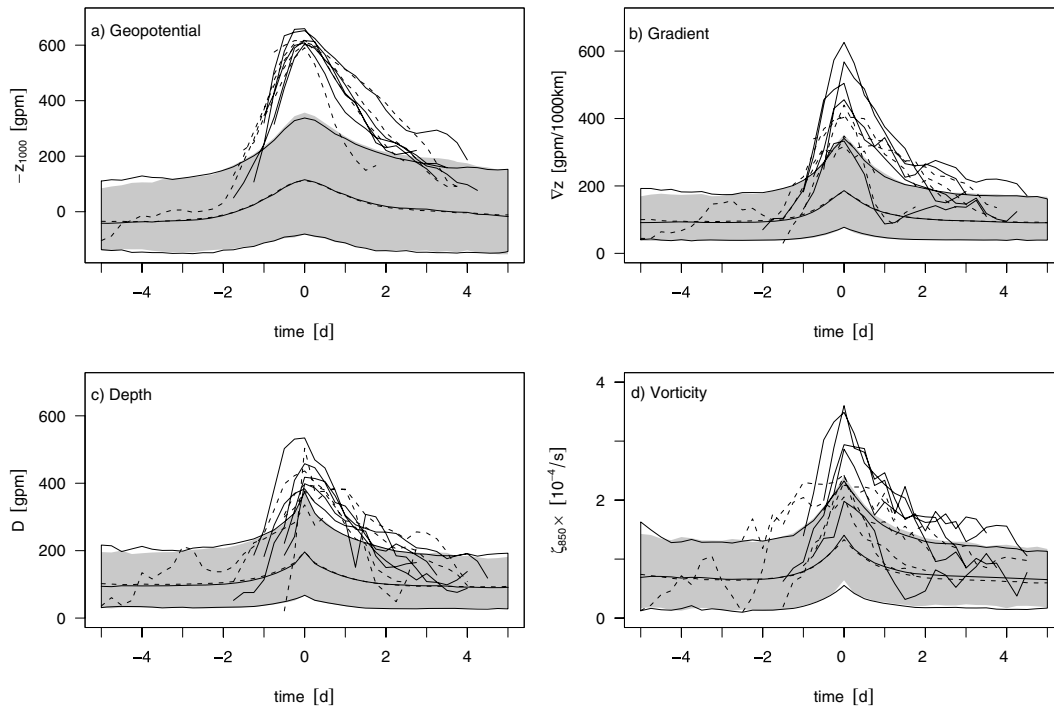 a) Geopotential
−z1000 [gpm]
600
400
200
0
−4 −2 0 2 4
time [d]
b) Gradient
∇z [gpm/1000km]
600
400
200
0
−4 −2 0 2 4
time [d]
c) Depth
D [gpm]
600
400
200
0
−4 −2 0 2 4
time [d]
d) Vorticity
ζ850× [10−4/s]
4
2
0
−4 −2 0 2 4
time [d]